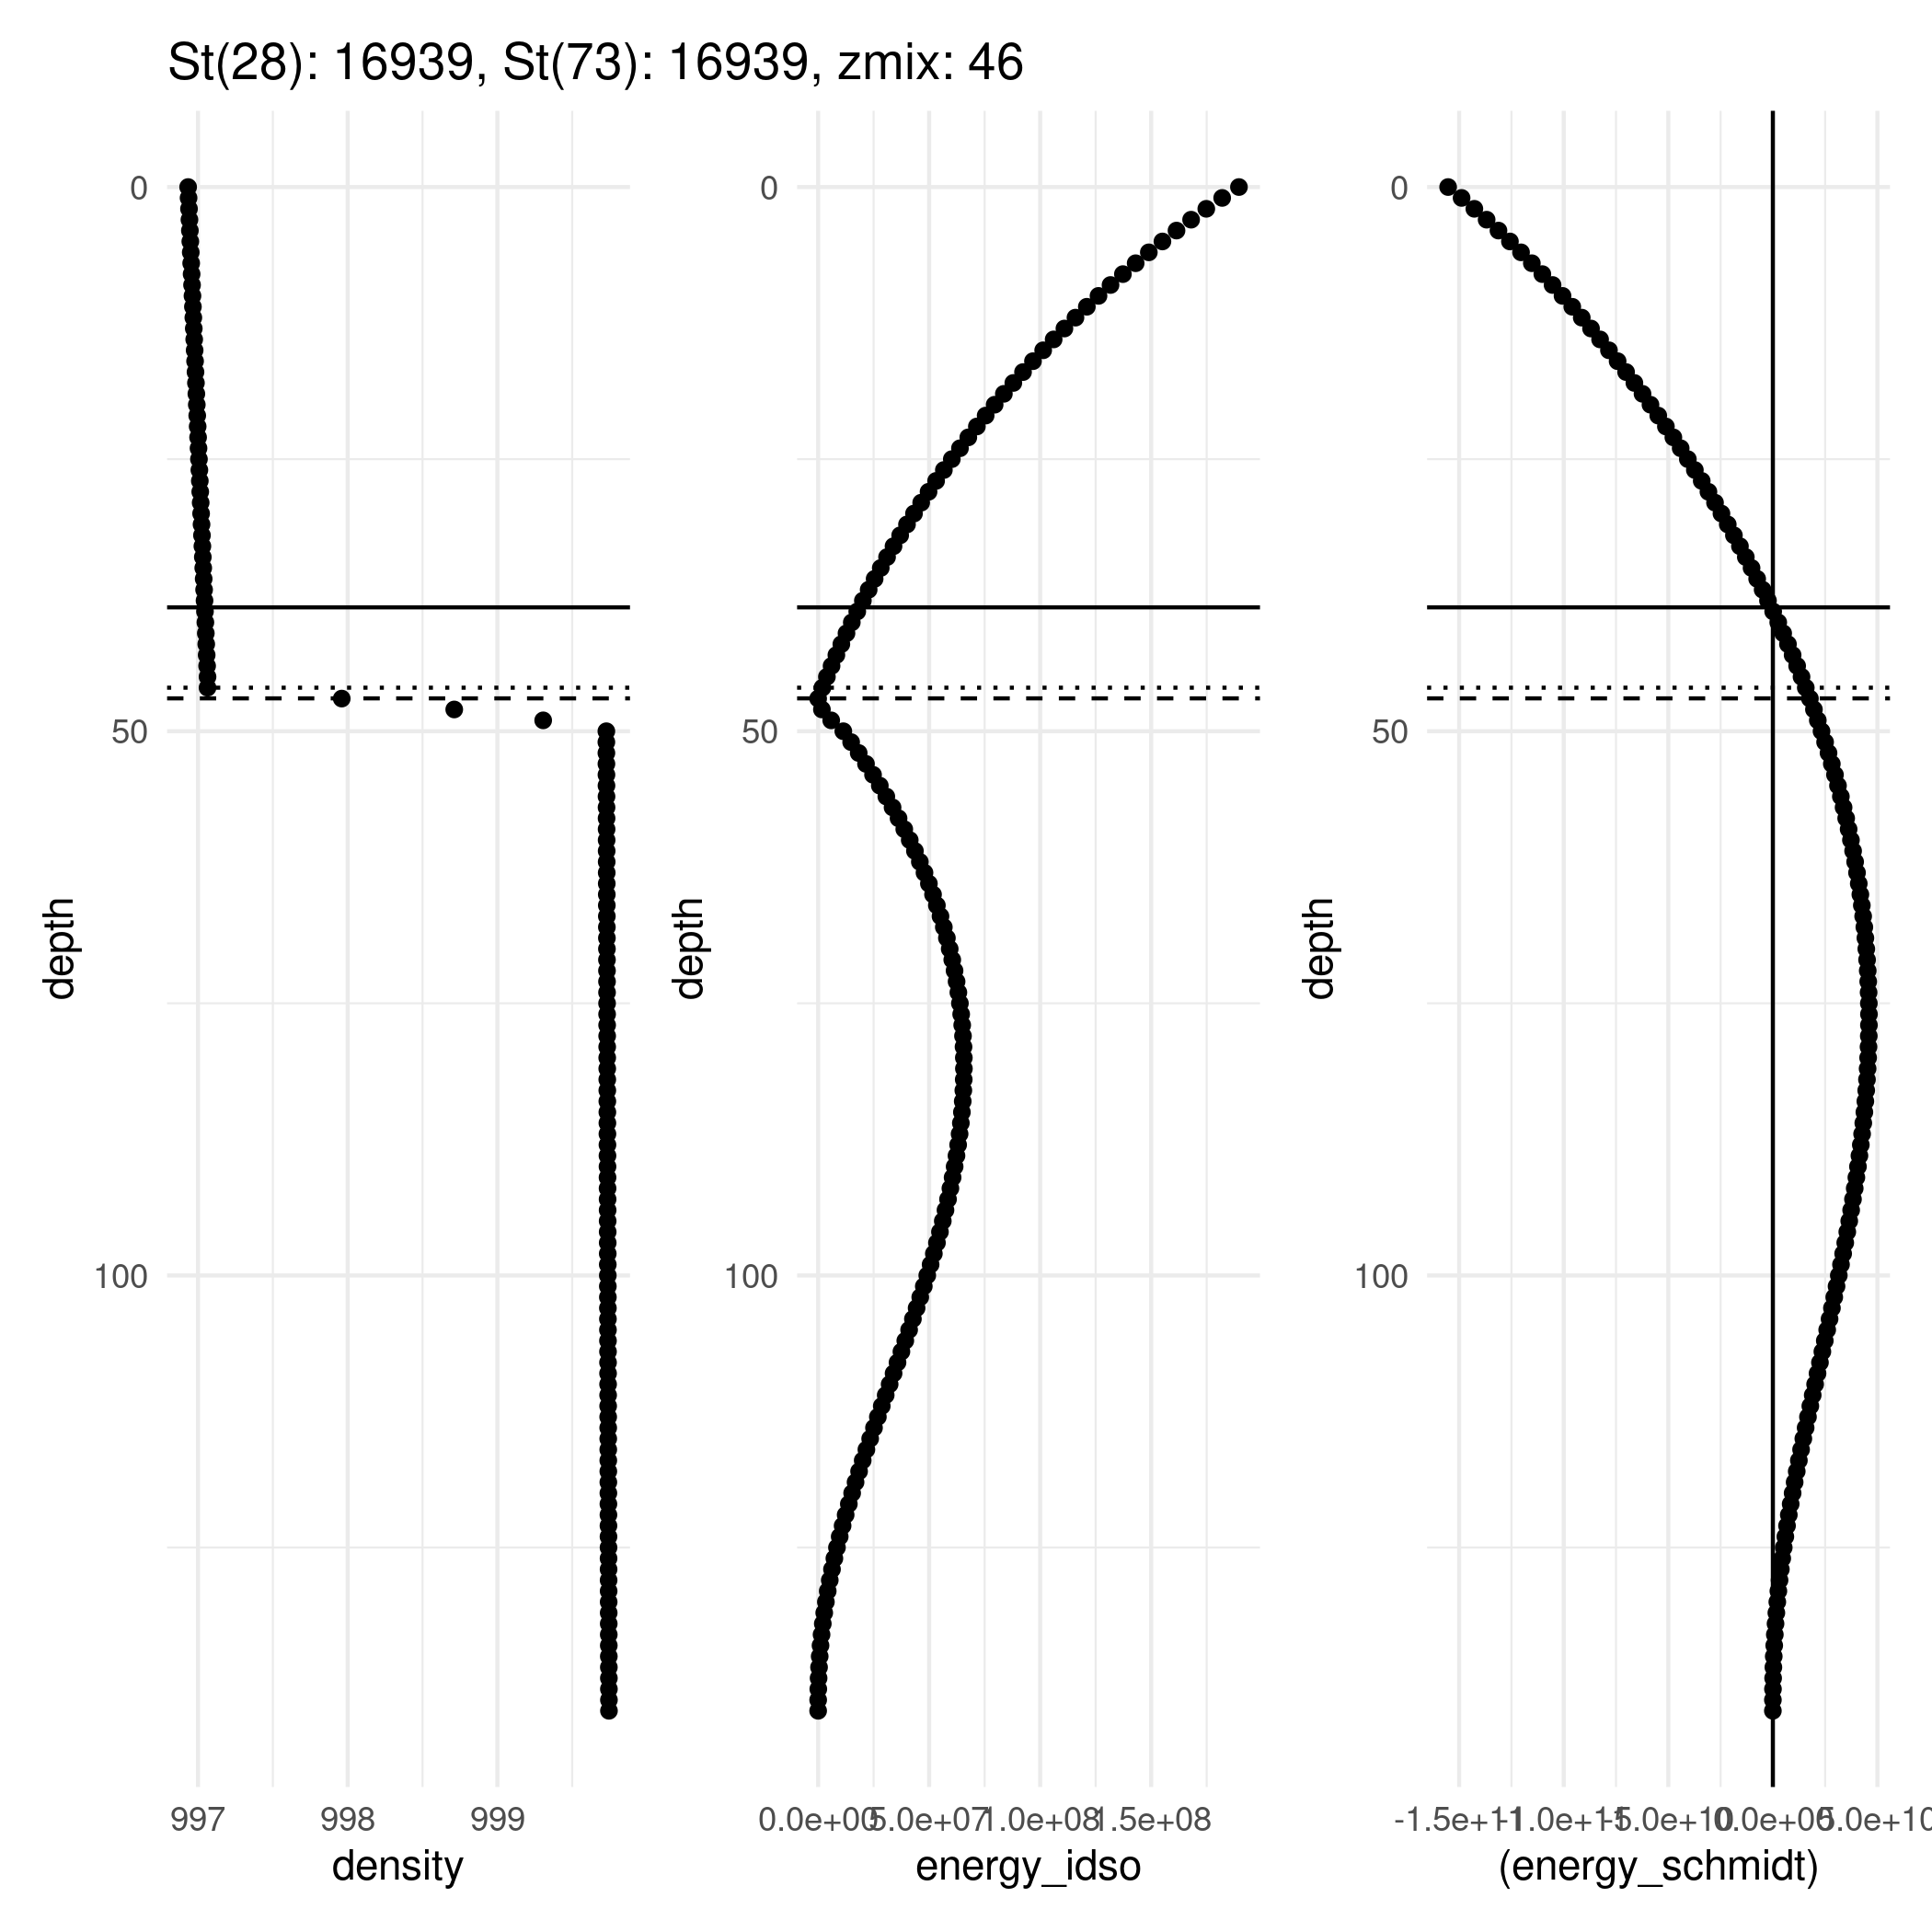 St(28): 16939, St(73): 16939, zmix: 46
0
50
100
depth
997 998 999
density
0
50
100
depth
0.0e+00 5.0e+07 1.0e+08 1.5e+08
energy_idso
0
50
100
depth
-1.5e+11 -1.0e+11 -5.0e+10 0.0e+00 5.0e+10
(energy_schmidt)